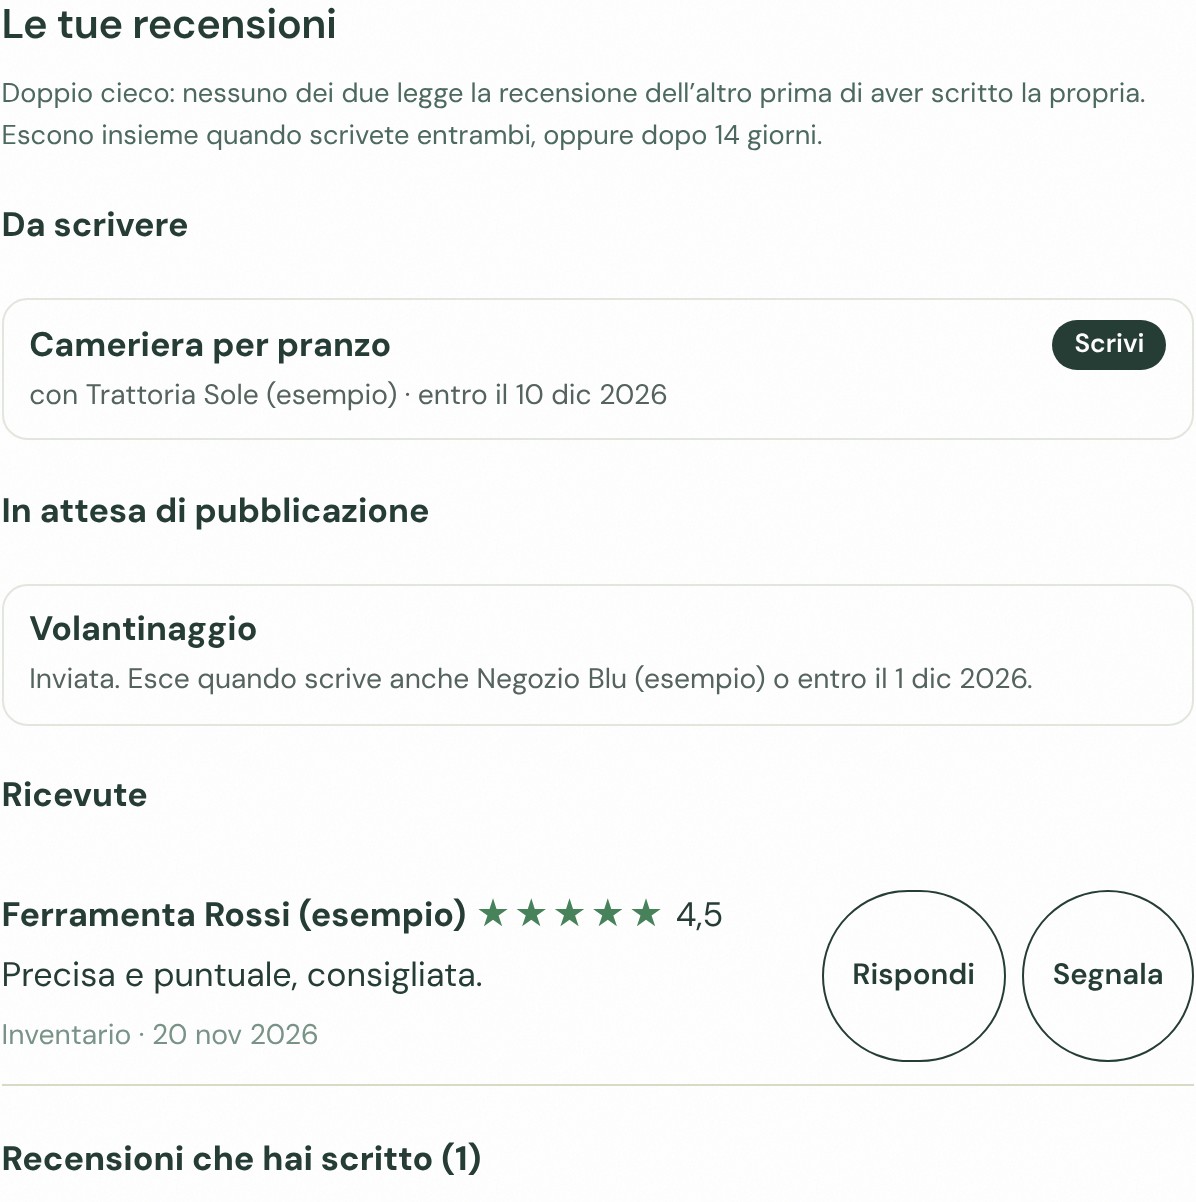 Le tue recensioni
Doppio cieco: nessuno dei due legge la recensione dell’altro prima di aver scritto la propria.
Escono insieme quando scrivete entrambi, oppure dopo 14 giorni.
Da scrivere
Cameriera per pranzo
Scrivi
con Trattoria Sole (esempio) · entro il 10 dic 2026
In attesa di pubblicazione
Volantinaggio
Inviata. Esce quando scrive anche Negozio Blu (esempio) o entro il 1 dic 2026.
Ricevute
Ferramenta Rossi (esempio) ★★★★★ 4,5
Precisa e puntuale, consigliata.
Inventario · 20 nov 2026
Rispondi
Segnala
Recensioni che hai scritto (1)